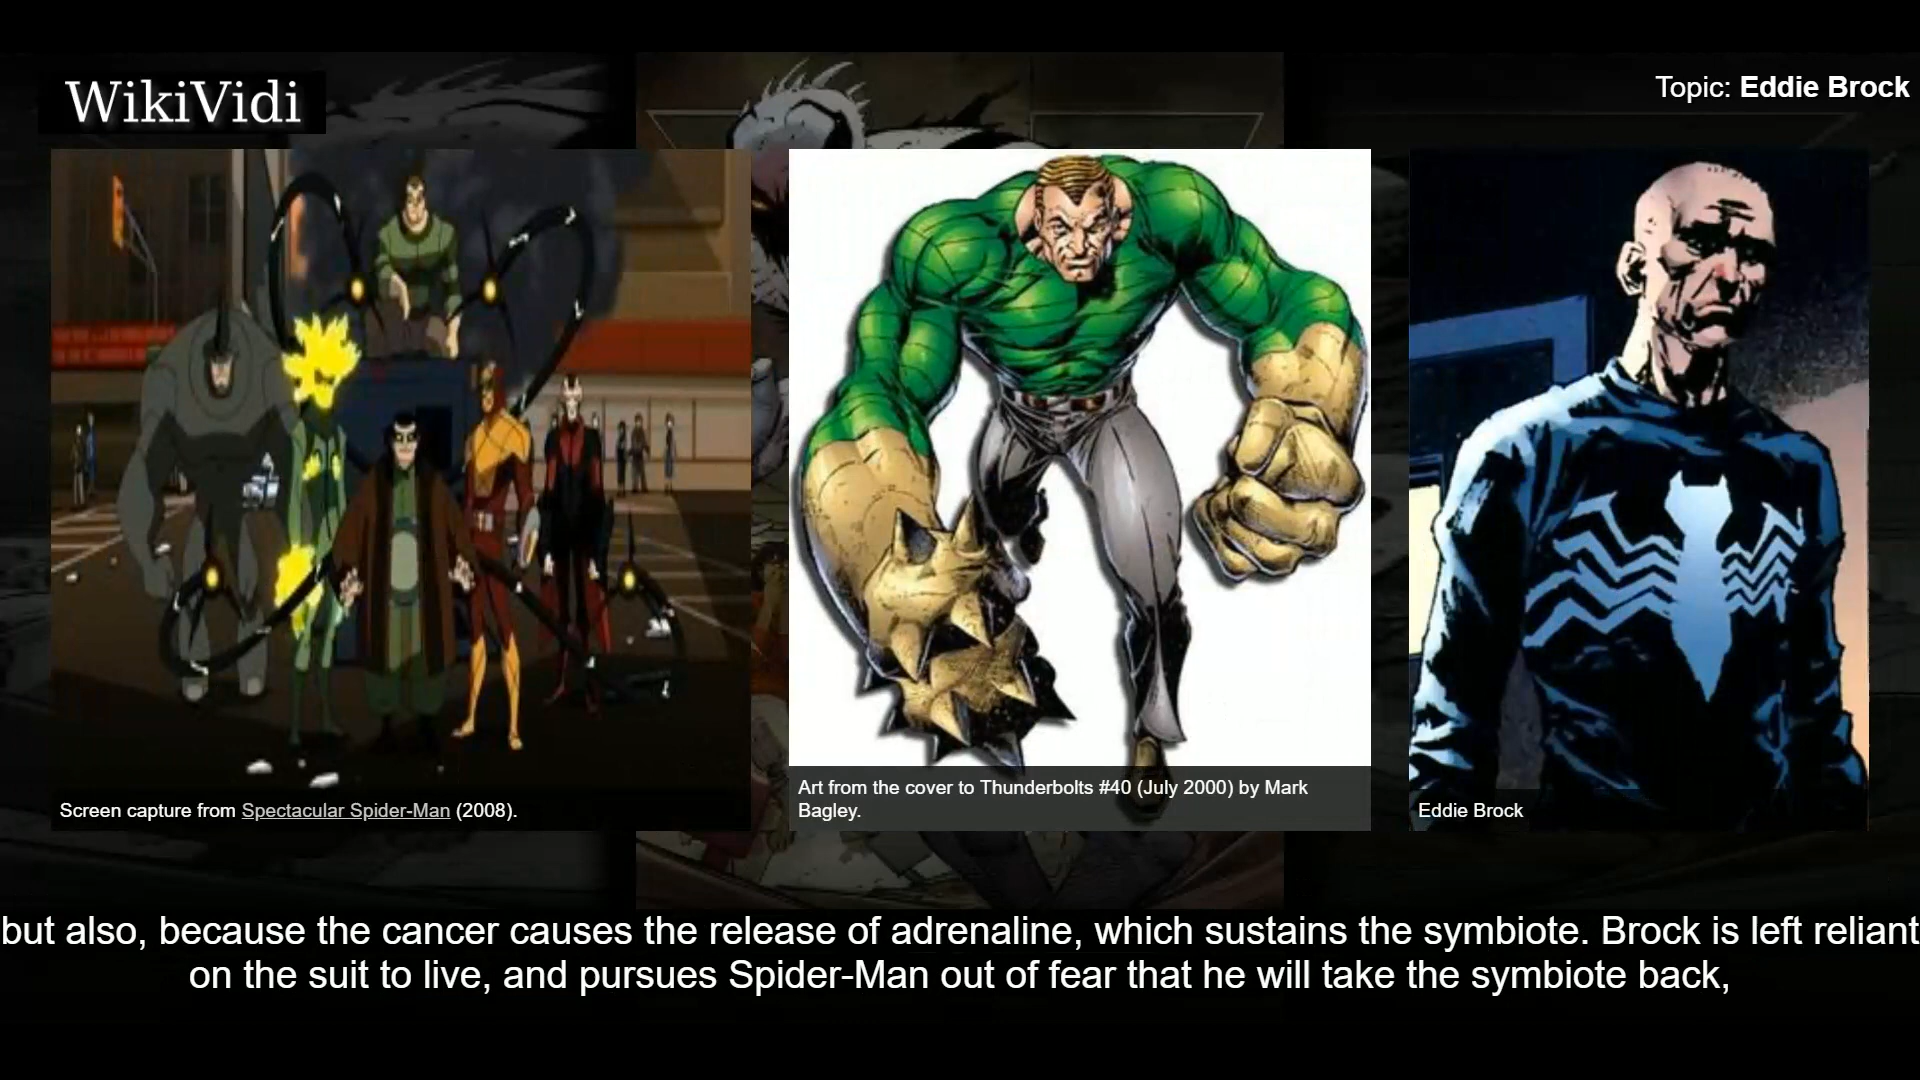 WikiVidi
Topic: Eddie Brock
Screen capture from Spectacular Spider-Man (2008).
Art from the cover to Thunderbolts #40 (July 2000) by Mark
Bagley.
Eddie Brock
but also, because the cancer causes the release of adrenaline, which sustains the symbiote. Brock is left reliant
on the suit to live, and pursues Spider-Man out of fear that he will take the symbiote back,